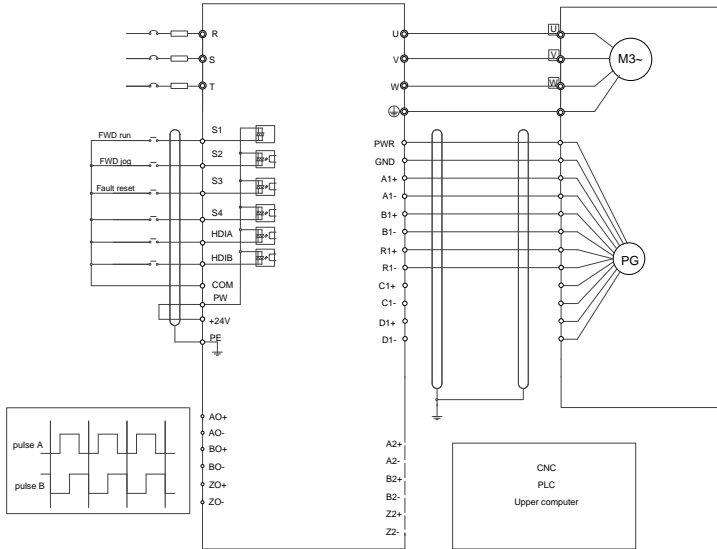 R
S
T
U
V
W
U
V
W
M3~
FWD run
FWD jog
Fault reset
S1
S2
S3
S4
HDIA
HDIB
COM
PW
+24V
PE
PWR
GND
A1+
A1-
B1+
B1-
R1+
R1-
C1+
C1-
D1+
D1-
PG
pulse A
pulse B
AO+
AO-
BO+
BO-
ZO+
ZO-
A2+
A2-
B2+
B2-
Z2+
Z2-
CNC
PLC
Upper computer